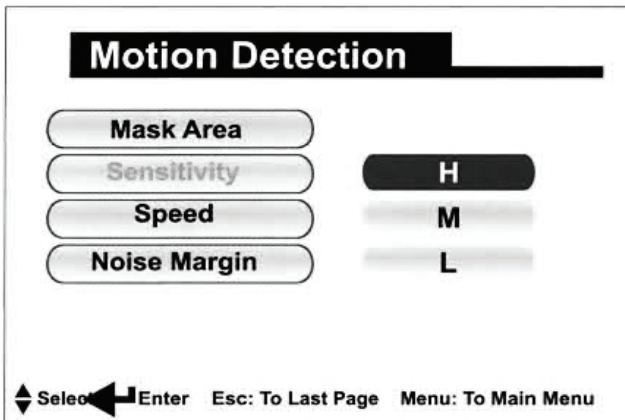 Motion Detection
Mask Area
Sensitivity H
Speed M
Noise Margin L
Select Enter Esc: To Last Page Menu: To Main Menu